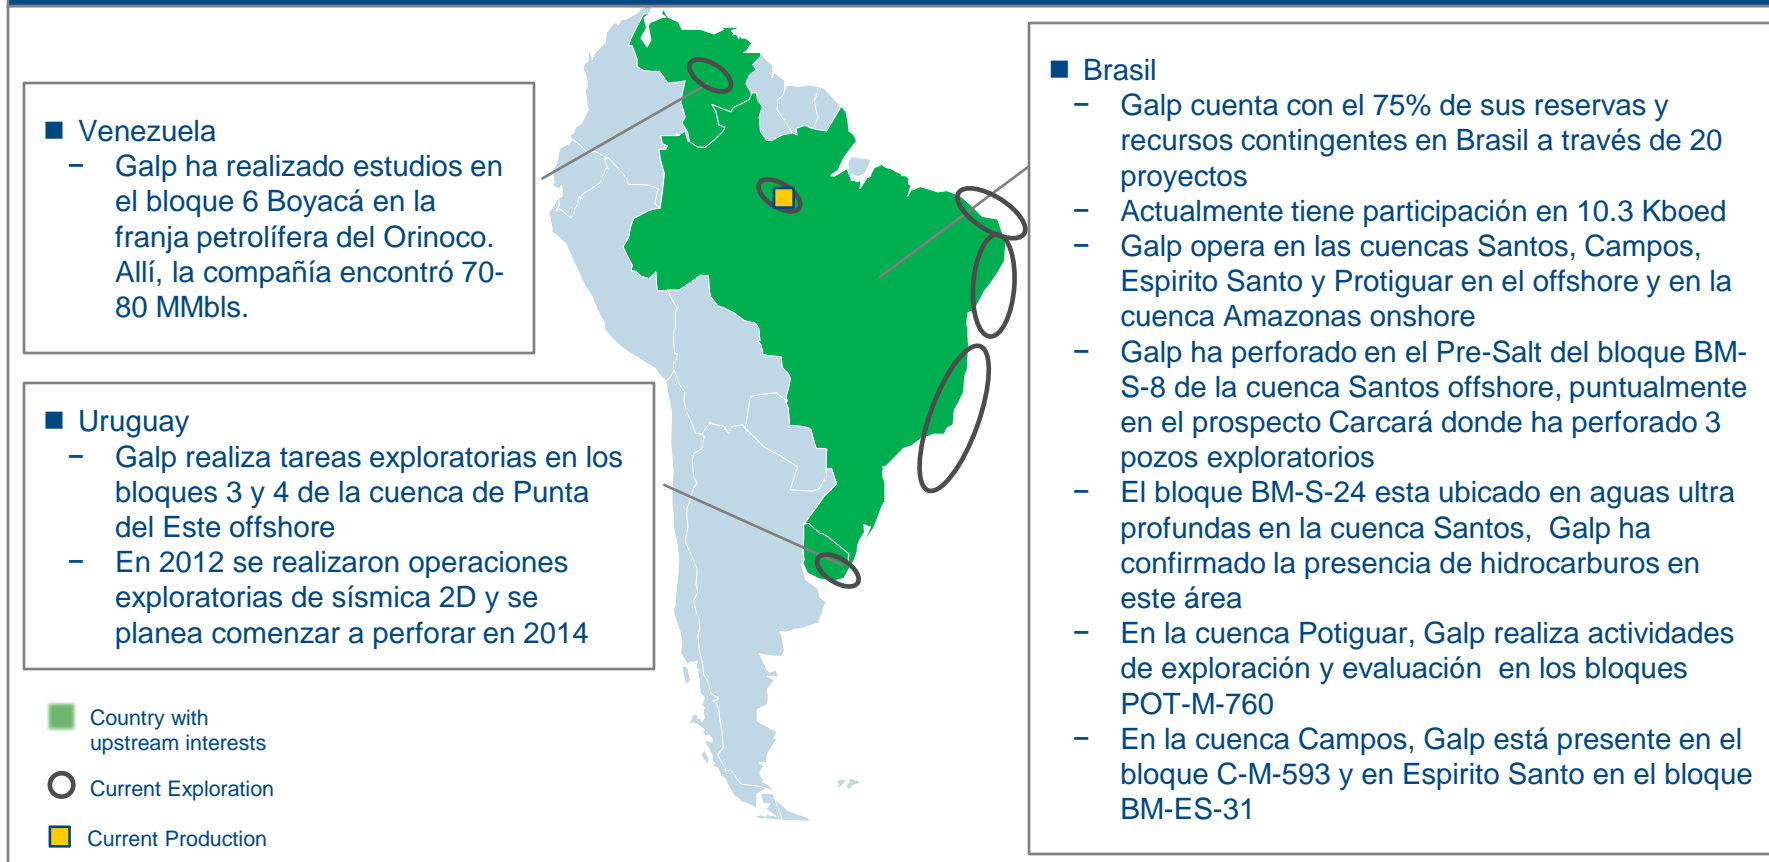 ■ Venezuela
− Galp ha realizado estudios en
el bloque 6 Boyacá en la
franja petrolífera del Orinoco.
Allí, la compañía encontró 70-
80 MMbls.
■ Uruguay
− Galp realiza tareas exploratorias en los
bloques 3 y 4 de la cuenca de Punta
del Este offshore
− En 2012 se realizaron operaciones
exploratorias de sísmica 2D y se
planea comenzar a perforar en 2014
Country with
upstream interests
Current Exploration
Current Production
■ Brasil
− Galp cuenta con el 75% de sus reservas y
recursos contingentes en Brasil a través de 20
proyectos
− Actualmente tiene participación en 10.3 Kboed
− Galp opera en las cuencas Santos, Campos,
Espirito Santo y Protiguar en el offshore y en la
cuenca Amazonas onshore
− Galp ha perforado en el Pre-Salt del bloque BM-
S-8 de la cuenca Santos offshore, puntualmente
en el prospecto Carcará donde ha perforado 3
pozos exploratorios
− El bloque BM-S-24 esta ubicado en aguas ultra
profundas en la cuenca Santos, Galp ha
confirmado la presencia de hidrocarburos en
este área
− En la cuenca Potiguar, Galp realiza actividades
de exploración y evaluación en los bloques
POT-M-760
− En la cuenca Campos, Galp está presente en el
bloque C-M-593 y en Espirito Santo en el bloque
BM-ES-31